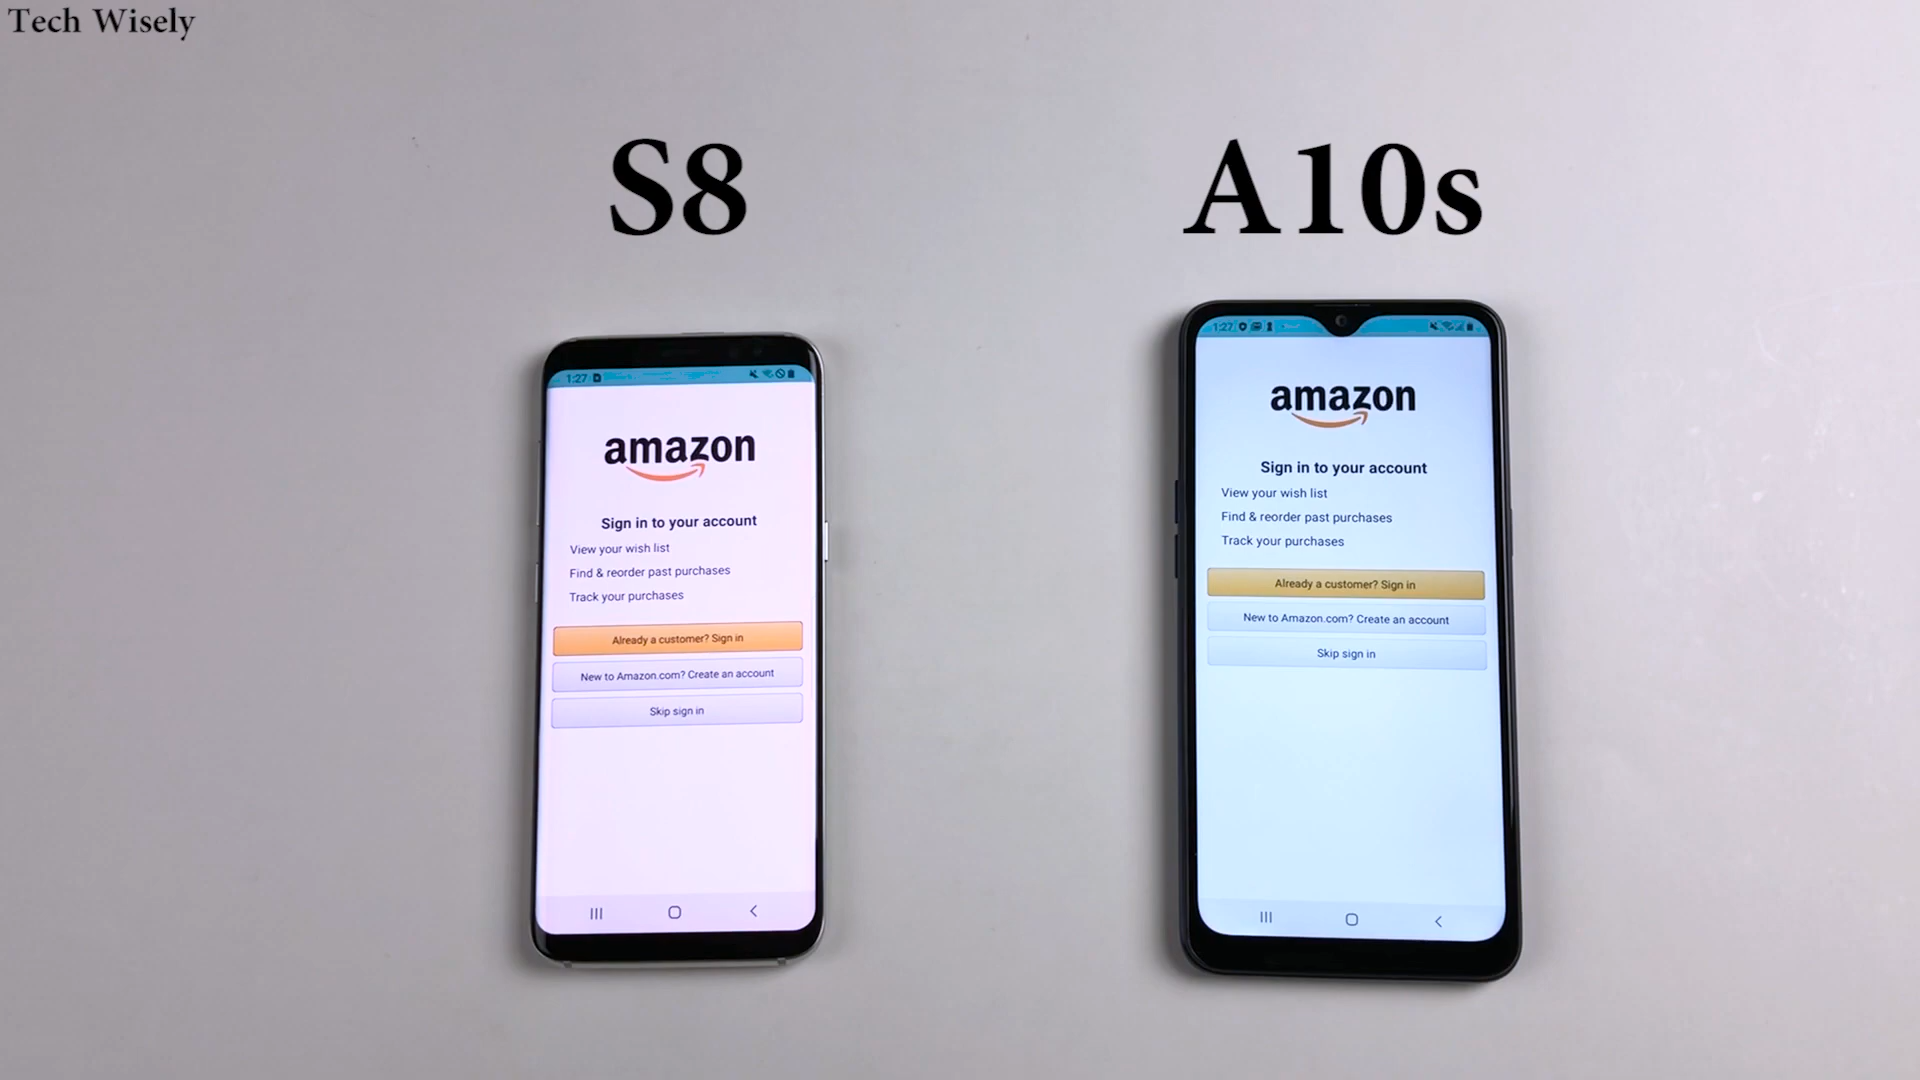 Tech Wisely
S8
A10s
1:27
amazon
Sign in to your account
View your wish list
Find & reorder past purchases
Track your purchases
Already a customer? Sign in
New to Amazon.com? Create an account
Skip sign in
1:27
amazon
Sign in to your account
View your wish list
Find & reorder past purchases
Track your purchases
Already a customer? Sign in
New to Amazon.com? Create an account
Skip sign in